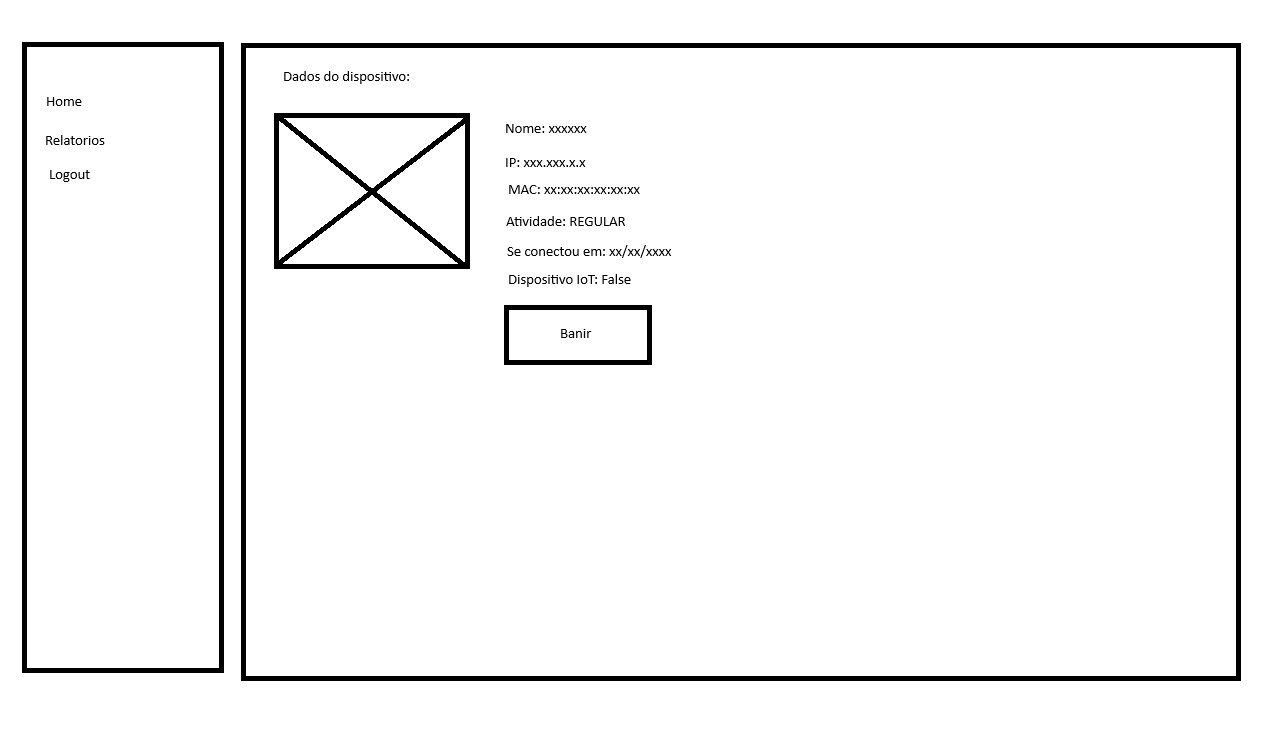 Home
Relatorios
Logout
Dados do dispositivo:
Nome: xxxxxx
IP: xxx.xxx.x.x
MAC: xx:xx:xx:xx:xx:xx
Atividade: REGULAR
Se conectou em: xx/xx/xxxx
Dispositivo IoT: False
Banir